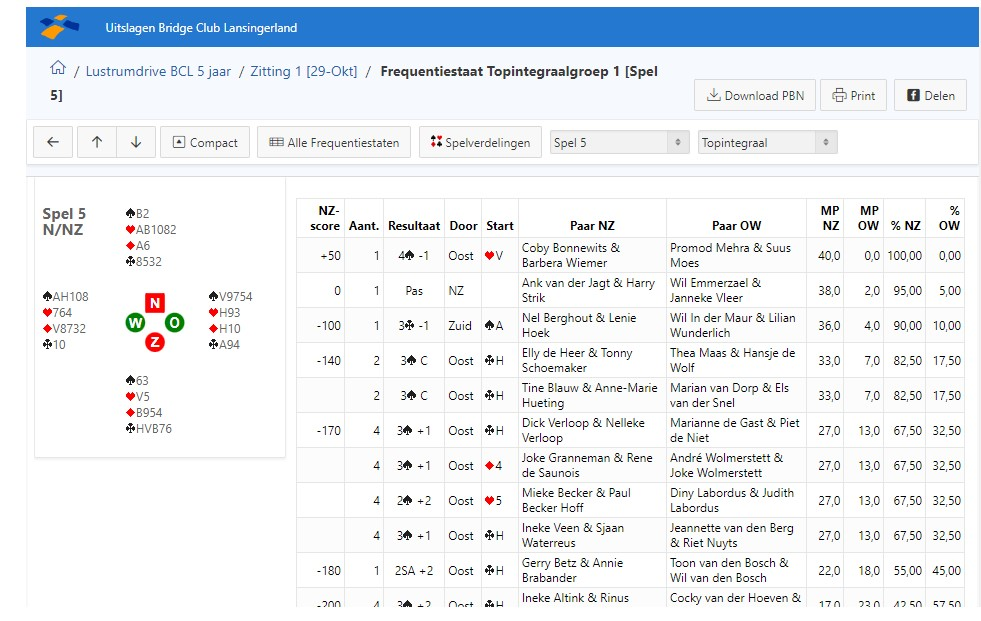 Uitslagen Bridge Club Lansingerland
/ Lustrumdrive BCL 5 jaar / Zitting 1 [29-Okt] / Frequentiestaat Topintegraalgroep 1 [Spel
5]
Download PBN Print Delen
Compact Alle Frequentiestaten Spelverdelingen Spel 5 Topintegraal
Spel 5
N/NZ
♠B2
♥AB1082
♦A6
♣8532
♠AH108
♥764
♦V8732
♣10
N
W O
Z
♠V9754
♥H93
♦H10
♣A94
♠63
♥V5
♦B954
♣HVB76
NZ-score Aant. Resultaat Door Start Paar NZ Paar OW MP NZ MP OW % NZ % OW
+50 1 4♠ -1 Oost ♥V Coby Bonnewits & Barbera Wiemer Promod Mehra & Suus Moes 40,0 0,0 100,00 0,00
0 1 Pas NZ Ank van der Jagt & Harry Strik Wil Emmerzael & Janneke Vleer 38,0 2,0 95,00 5,00
-100 1 3♣ -1 Zuid ♠A Nel Berghout & Lenie Hoek Wil In der Maur & Lilian Wunderlich 36,0 4,0 90,00 10,00
-140 2 3♠ C Oost ♣H Elly de Heer & Tonny Schoemaker Thea Maas & Hansje de Wolf 33,0 7,0 82,50 17,50
2 3♠ C Oost ♣H Tine Blauw & Anne-Marie Hueting Marian van Dorp & Els van der Snel 33,0 7,0 82,50 17,50
-170 4 3♠ +1 Oost ♣H Dick Verloop & Nelleke Verloop Marianne de Gast & Piet de Niet 27,0 13,0 67,50 32,50
4 3♠ +1 Oost ♦4 Joke Granneman & Rene de Saunois André Wolmerstett & Joke Wolmerstett 27,0 13,0 67,50 32,50
4 2♠ +2 Oost ♥5 Mieke Becker & Paul Becker Hoff Diny Labordus & Judith Labordus 27,0 13,0 67,50 32,50
4 3♠ +1 Oost ♣H Ineke Veen & Sjaan Waterreus Jeannette van den Berg & Riet Nuyts 27,0 13,0 67,50 32,50
-180 1 2SA +2 Oost ♣H Gerry Betz & Annie Brabander Toon van den Bosch & Wil van den Bosch 22,0 18,0 55,00 45,00
-200 4 3♠ +2 Oost ♣H Ineke Altink & Rinus Cocky van der Hoeven & 17,0 23,0 42,50 57,50